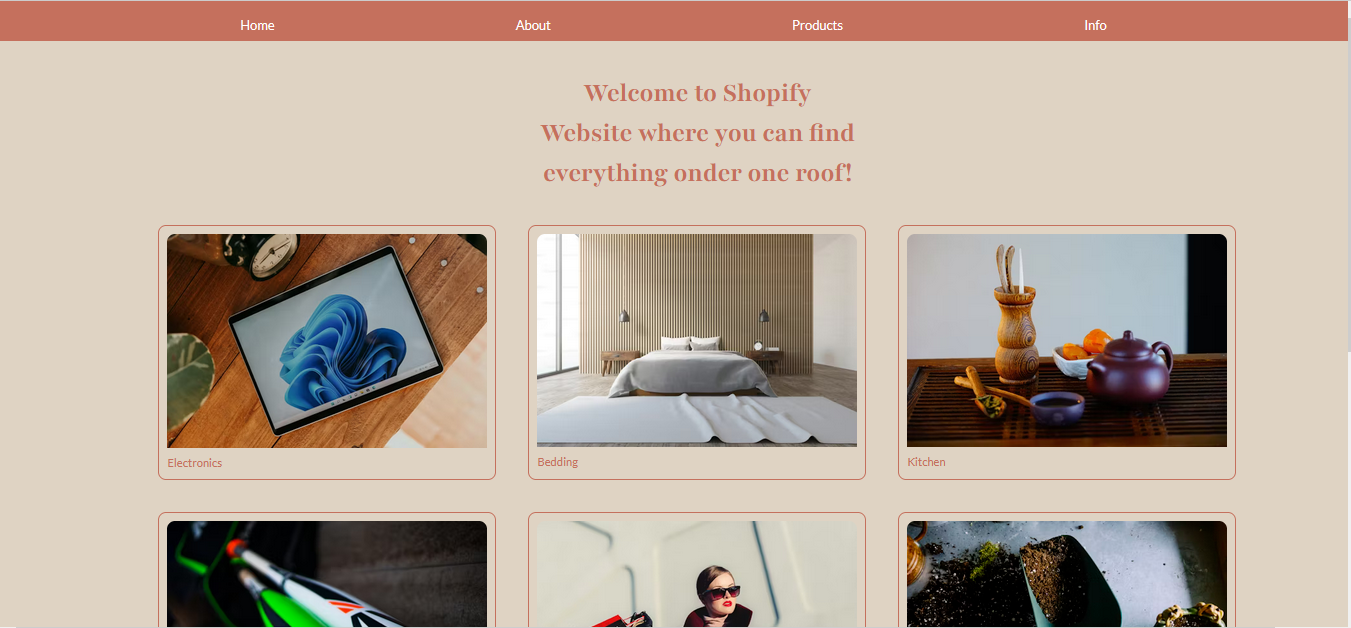 Home About Products Info
Welcome to Shopify
Website where you can find
everything onder one roof!
Electronics Bedding Kitchen